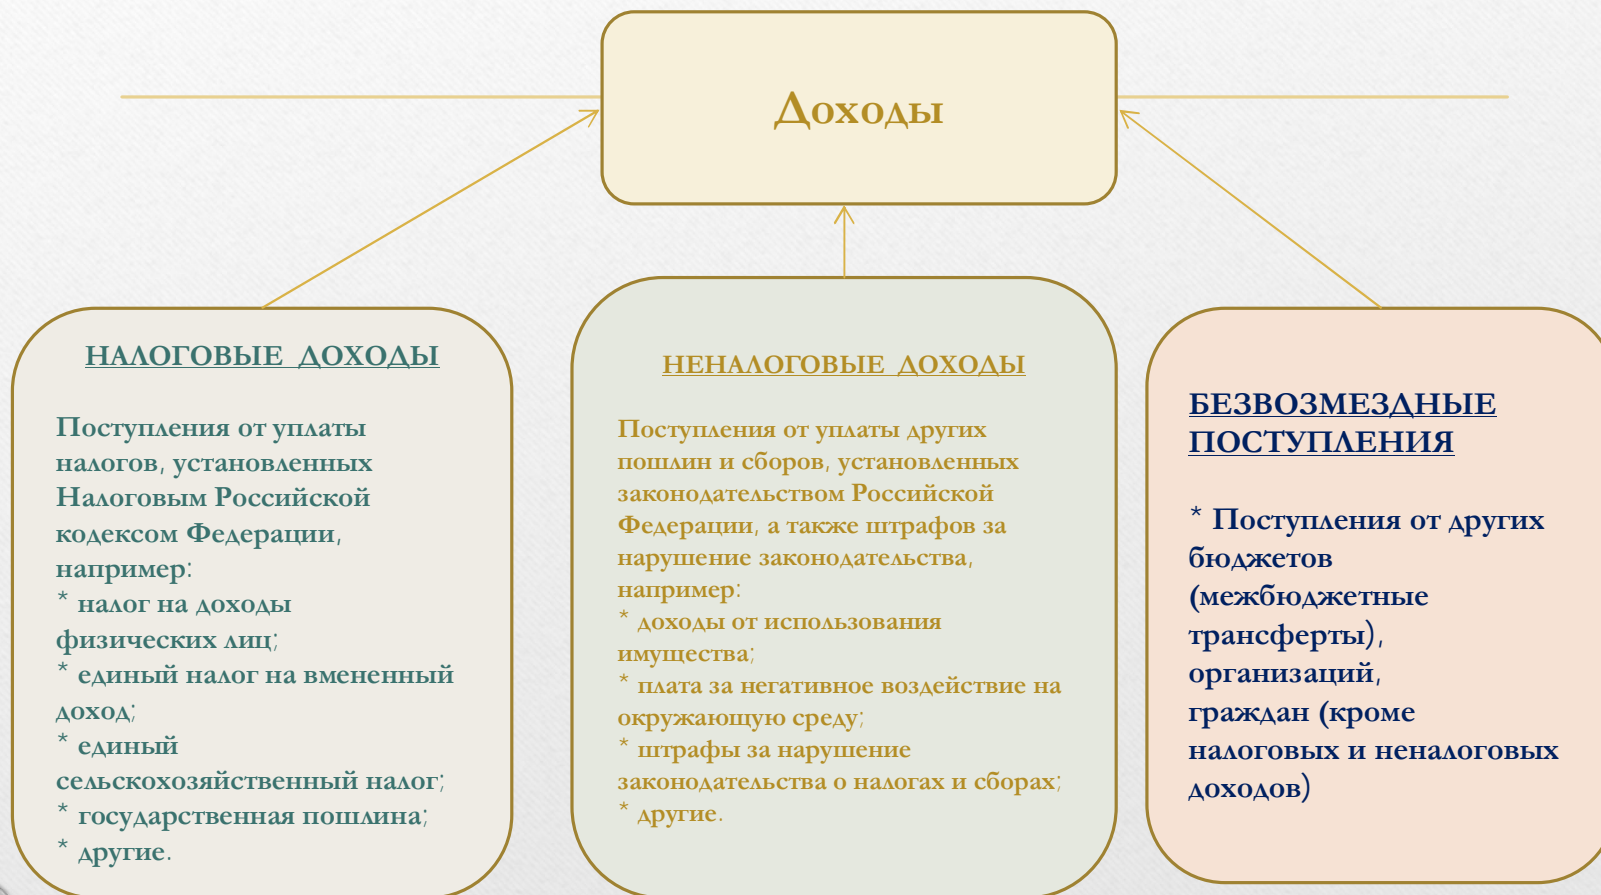 Доходы
НАЛОГОВЫЕ ДОХОДЫ
Поступления от уплаты
налогов, установленных
Налоговым Российской
кодексом Федерации,
например:
* налог на доходы
физических лиц;
* единый налог на вмененный
доход;
* единый
сельскохозяйственный налог;
* государственная пошлина;
* другие.
НЕНАЛОГОВЫЕ ДОХОДЫ
Поступления от уплаты других
пошлин и сборов, установленных
законодательством Российской
Федерации, а также штрафов за
нарушение законодательства,
например:
* доходы от использования
имущества;
* плата за негативное воздействие на
окружающую среду;
* штрафы за нарушение
законодательства о налогах и сборах;
* другие.
БЕЗВОЗМЕЗДНЫЕ
ПОСТУПЛЕНИЯ
* Поступления от других
бюджетов
(межбюджетные
трансферты),
организаций,
граждан (кроме
налоговых и неналоговых
доходов)